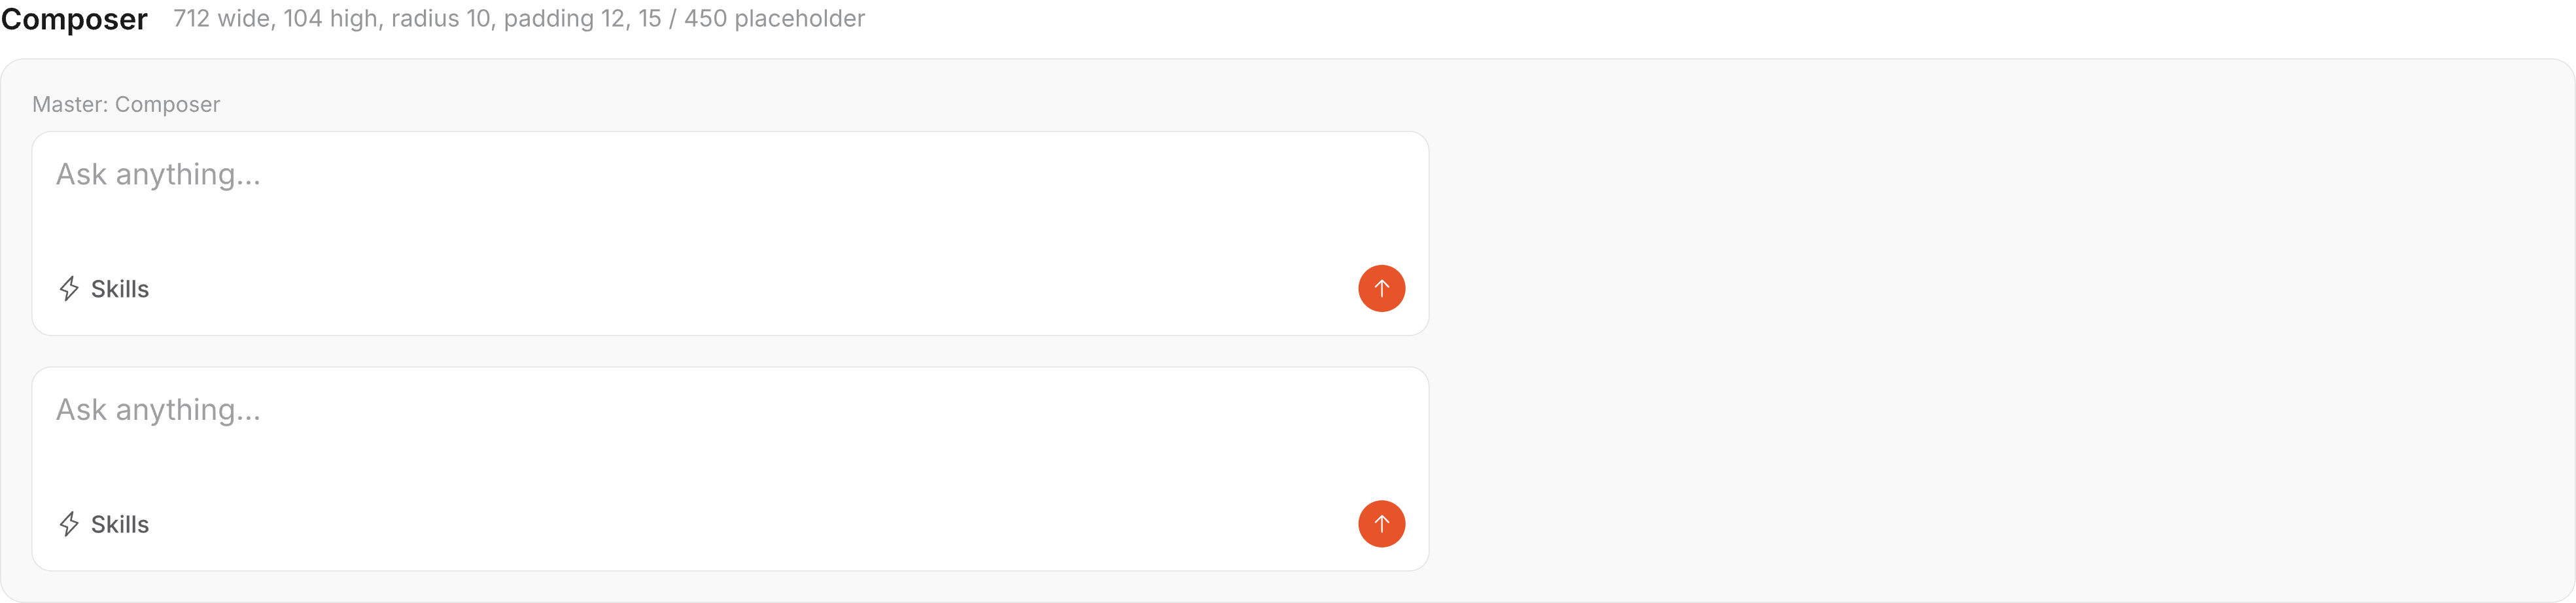 Composer 712 wide, 104 high, radius 10, padding 12, 15 / 450 placeholder
Master: Composer
Ask anything...
Skills
Ask anything...
Skills